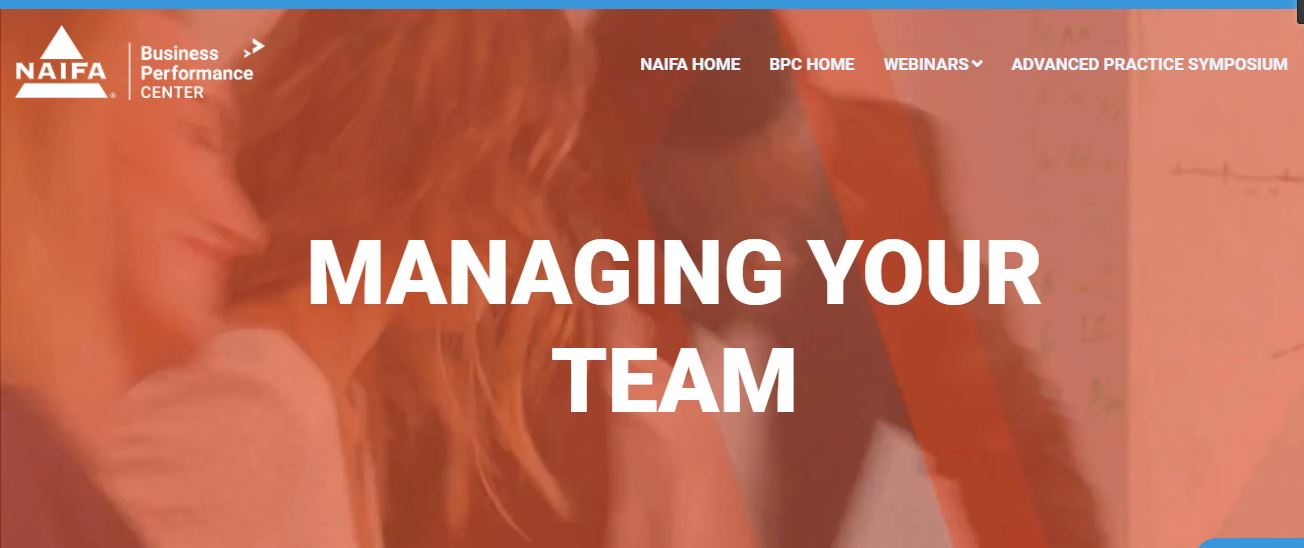 NAIFA
®
Business
Performance
CENTER
NAIFA HOME BPC HOME WEBINARS ADVANCED PRACTICE SYMPOSIUM
MANAGING YOUR
TEAM